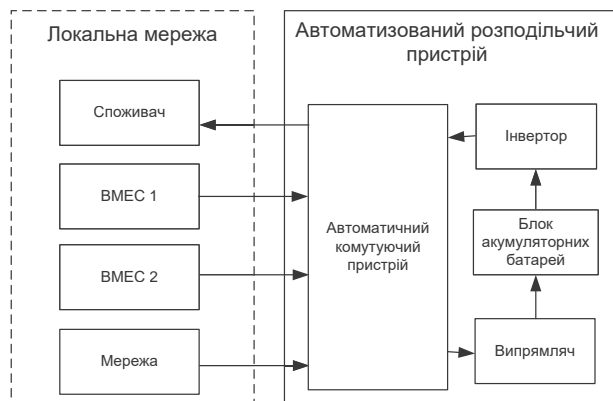 Локальна мережа
Споживач
ВМЕС 1
ВМЕС 2
Мережа
Автоматизований розподільчий
пристрій
Автоматичний
комутуючий
пристрій
Інвертор
Блок
акумуляторних
батарей
Випрямляч